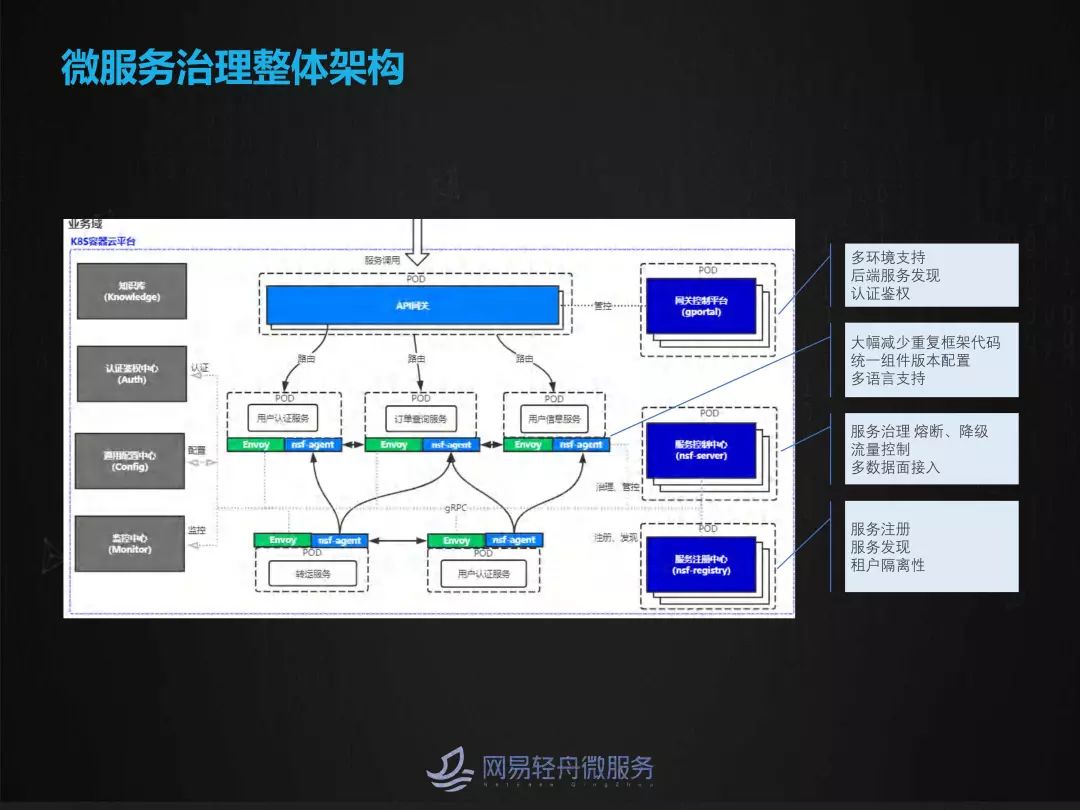 微服务治理整体架构
业务域
K8S容器云平台
服务调用
POD
API网关
管控
POD
网关控制平台
(gportal)
知识库
(Knowledge)
认证鉴权中心
(Auth)
认证
通用配置中心
(Config)
配置
监控中心
(Monitor)
监控
路由
路由
路由
POD
用户认证服务
Envoy
nsf-agent
POD
订单查询服务
Envoy
nsf-agent
POD
用户信息服务
Envoy
nsf-agent
POD
服务控制中心
(nsf-server)
治理、管控
gRPC
注册、发现
Envoy
nsf-agent
POD
转送服务
Envoy
nsf-agent
POD
用户认证服务
POD
服务注册中心
(nsf-registry)
多环境支持
后端服务发现
认证鉴权
大幅减少重复框架代码
统一组件版本配置
多语言支持
服务治理 熔断、降级
流量控制
多数据面接入
服务注册
服务发现
租户隔离性
网易轻舟微服务
Netease QingZhou